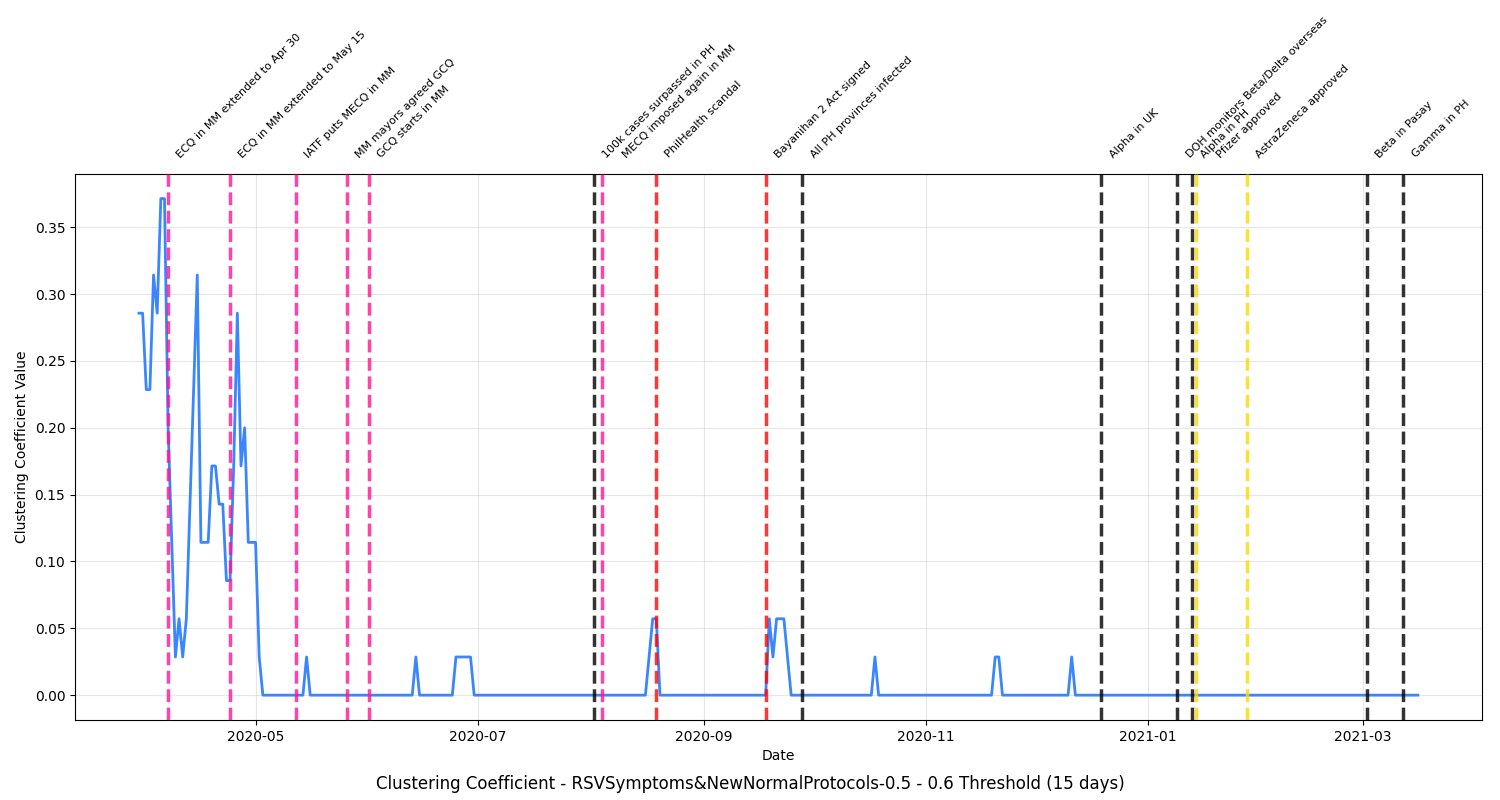 ECQ in MM extended to Apr 30
ECQ in MM extended to May 15
IATF puts MECQ in MM
MM mayors agreed GCQ
GCQ starts in MM
100k cases surpassed in PH
MECQ imposed again in MM
PhilHealth scandal
Bayanihan 2 Act signed
All PH provinces infected
Alpha in UK
DOH monitors Beta/Delta overseas
Alpha in PH
Pfizer approved
AstraZeneca approved
Beta in Pasay
Gamma in PH
Clustering Coefficient Value
0.35
0.30
0.25
0.20
0.15
0.10
0.05
0.00
2020-05
2020-07
2020-09
2020-11
2021-01
2021-03
Date
Clustering Coefficient - RSVSymptoms&NewNormalProtocols-0.5 - 0.6 Threshold (15 days)